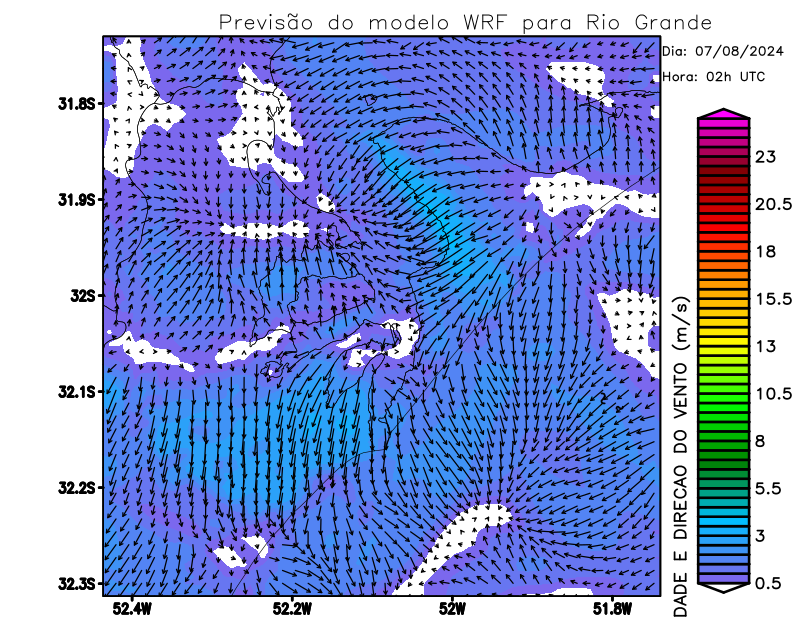 Previsão do modelo WRF para Rio Grande
Dia: 07/08/2024
Hora: 02h UTC
31.8S
31.9S
32S
32.1S
32.2S
32.3S
52.4W
52.2W
52W
51.8W
23
20.5
18
15.5
13
10.5
8
5.5
3
0.5
DADE E DIRECAO DO VENTO (m/s)